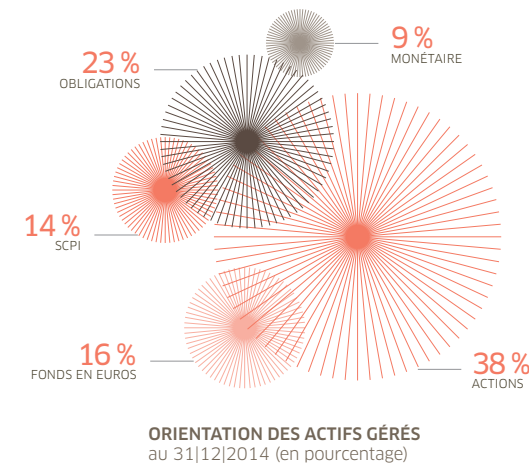 9 %
MONÉTAIRE
23 %
OBLIGATIONS
14 %
SCPI
16 %
FONDS EN EUROS
38 %
ACTIONS
ORIENTATION DES ACTIFS GÉRÉS
au 31|12|2014 (en pourcentage)